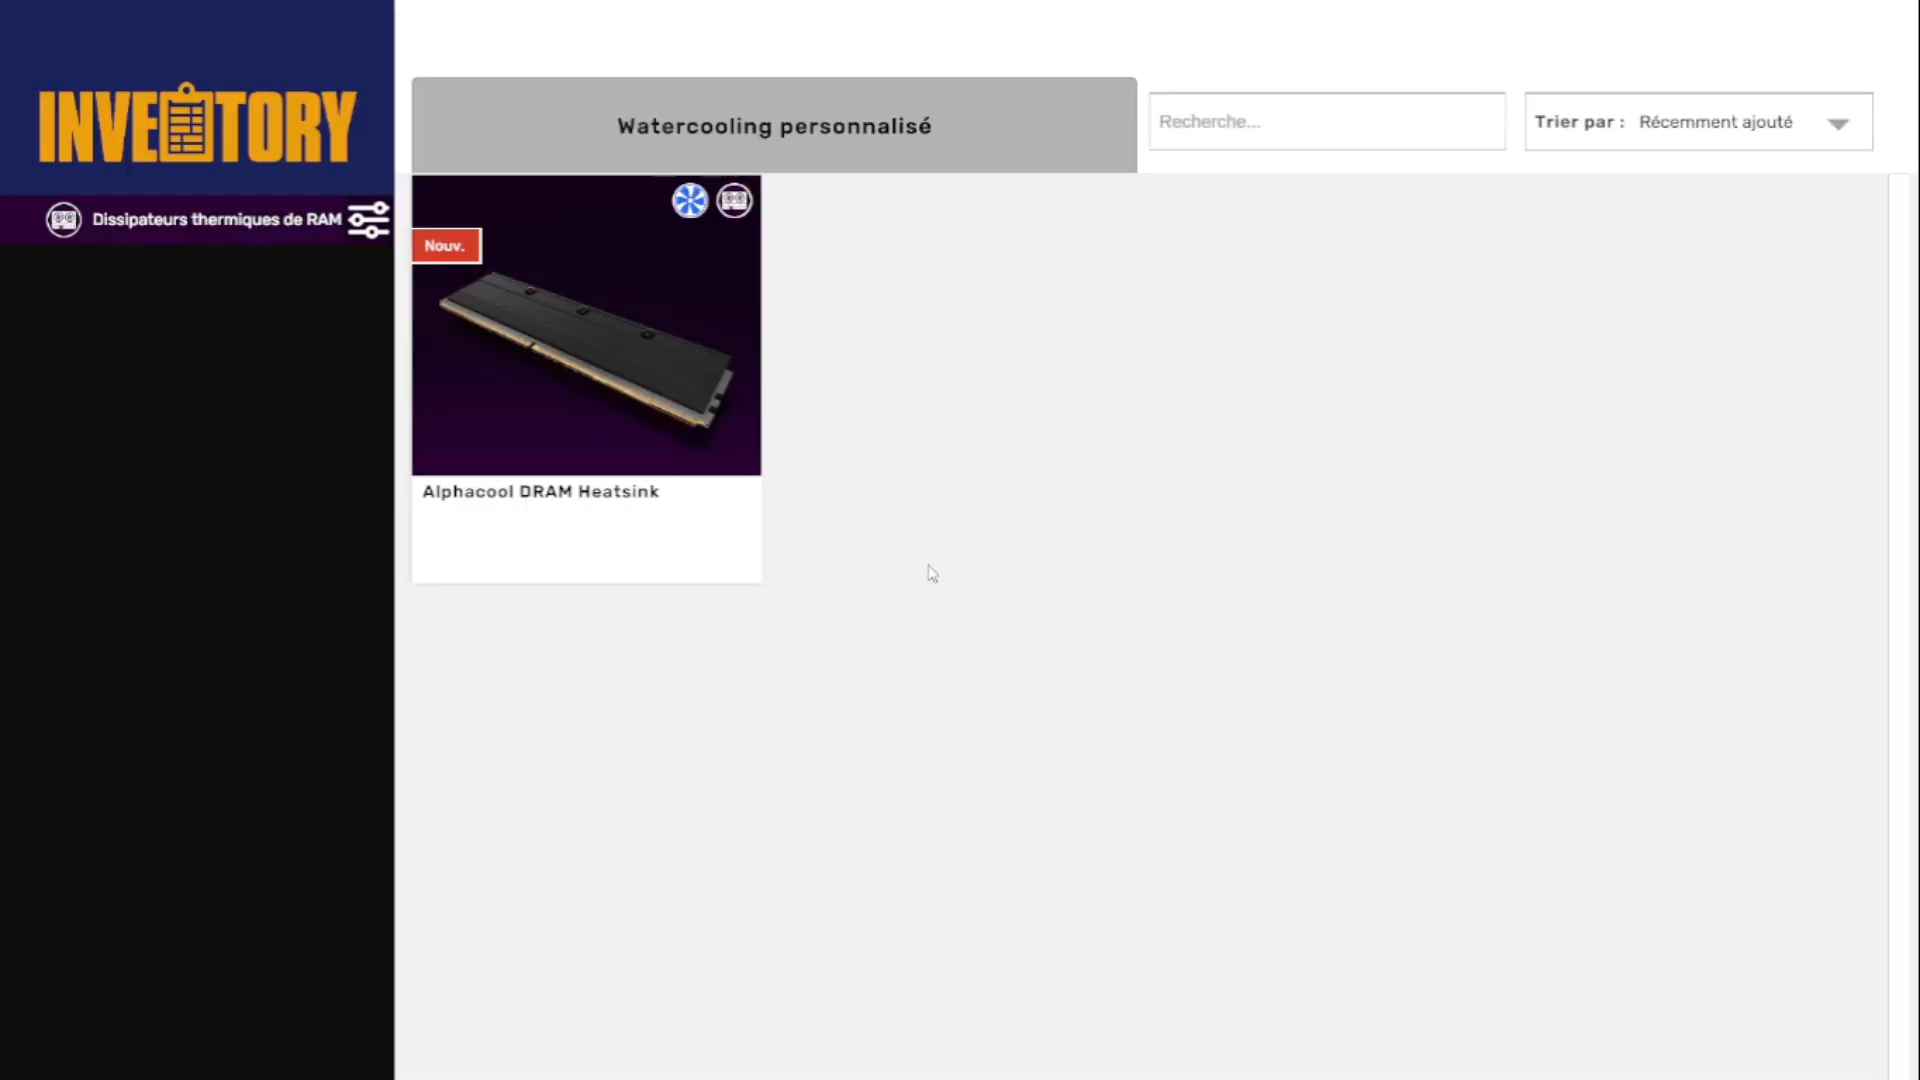 INVENTORY
Watercooling personnalisé
Recherche...
Trier par : Récemment ajouté
Dissipateurs thermiques de RAM
Nouv.
Alphacool DRAM Heatsink